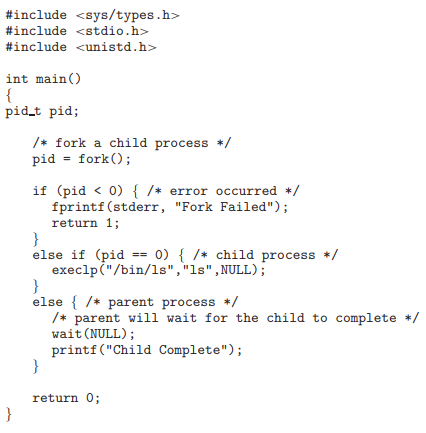 #include <sys/types.h>
#include <stdio.h>
#include <unistd.h>
int main()
{
pid_t pid;
/* fork a child process */
pid = fork();
if (pid < 0) { /* error occurred */
fprintf(stderr, "Fork Failed");
return 1;
}
else if (pid == 0) { /* child process */
execlp("/bin/ls","ls",NULL);
}
else { /* parent process */
/* parent will wait for the child to complete */
wait(NULL);
printf("Child Complete");
}
return 0;
}